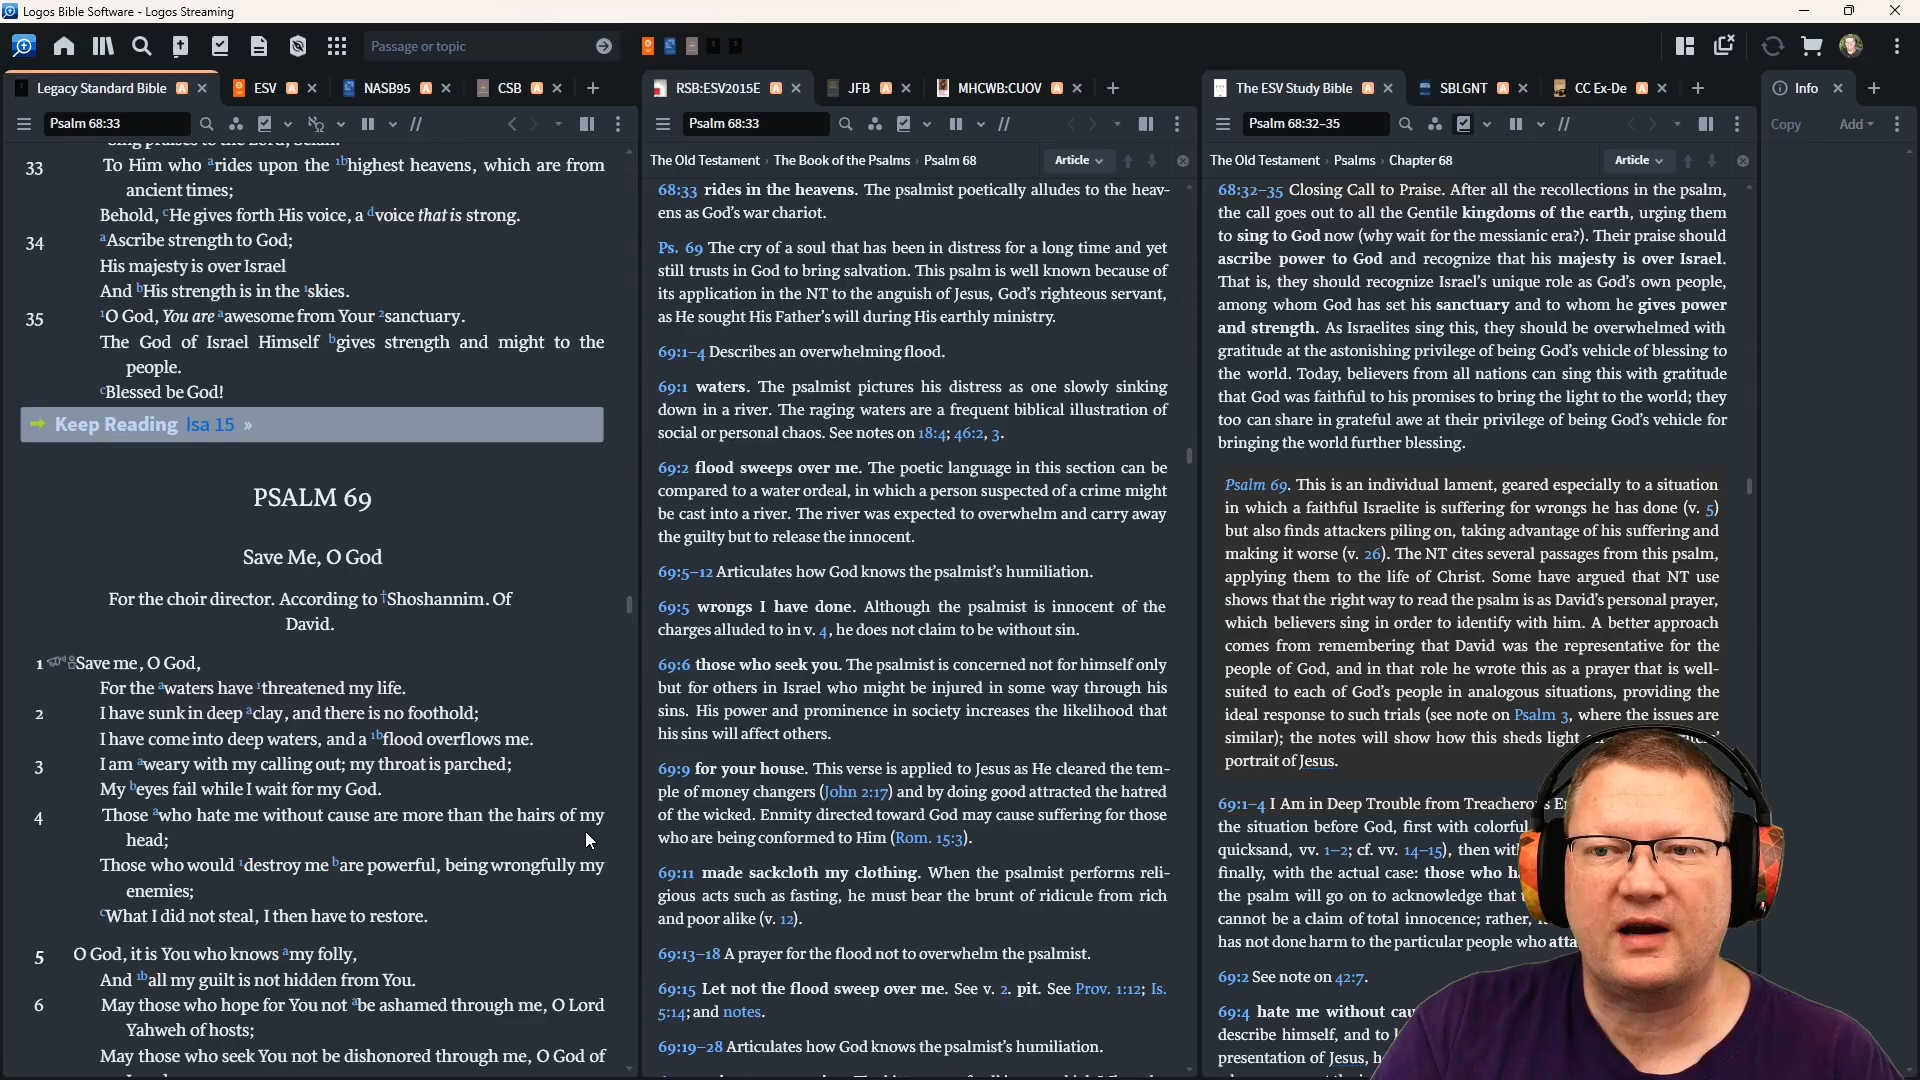 Logos Bible Software - Logos Streaming
Passage or topic
Legacy Standard Bible A
ESV A
NASB95 A
CSB A
RSB:ESV2015E A
JFB A
MHCWB:CUOV A
The ESV Study Bible A
SBLGNT A
CC Ex-De A
Info
Psalm 68:33
Psalm 68:33
Psalm 68:32–35
Copy
Add
33 To Him who ᵃrides upon the ¹ᵇhighest heavens, which are from
ancient times;
Behold, ᶜHe gives forth His voice, a ᵈvoice that is strong.
34 ᵃAscribe strength to God;
His majesty is over Israel
And ᵇHis strength is in the ¹skies.
35 ¹O God, You are ᵃawesome from Your ²sanctuary.
The God of Israel Himself ᵇgives strength and might to the
people.
ᶜBlessed be God!
Keep Reading Isa 15 »
PSALM 69
Save Me, O God
For the choir director. According to †Shoshannim. Of
David.
1 Save me, O God,
For the ᵃwaters have ¹threatened my life.
2 I have sunk in deep ᵃclay, and there is no foothold;
I have come into deep waters, and a ¹ᵇflood overflows me.
3 I am ᵃweary with my calling out; my throat is parched;
My ᵇeyes fail while I wait for my God.
4 Those ᵃwho hate me without cause are more than the hairs of my
head;
Those who would ¹destroy me ᵇare powerful, being wrongfully my
enemies;
ᶜWhat I did not steal, I then have to restore.
5 O God, it is You who knows ᵃmy folly,
And ¹ᵇall my guilt is not hidden from You.
6 May those who hope for You not ᵃbe ashamed through me, O Lord
Yahweh of hosts;
May those who seek You not be dishonored through me, O God of
The Old Testament › The Book of the Psalms › Psalm 68
Article
68:33 rides in the heavens. The psalmist poetically alludes to the heav-
ens as God's war chariot.
Ps. 69 The cry of a soul that has been in distress for a long time and yet
still trusts in God to bring salvation. This psalm is well known because of
its application in the NT to the anguish of Jesus, God's righteous servant,
as He sought His Father's will during His earthly ministry.
69:1–4 Describes an overwhelming flood.
69:1 waters. The psalmist pictures his distress as one slowly sinking
down in a river. The raging waters are a frequent biblical illustration of
social or personal chaos. See notes on 18:4; 46:2, 3.
69:2 flood sweeps over me. The poetic language in this section can be
compared to a water ordeal, in which a person suspected of a crime might
be cast into a river. The river was expected to overwhelm and carry away
the guilty but to release the innocent.
69:5–12 Articulates how God knows the psalmist's humiliation.
69:5 wrongs I have done. Although the psalmist is innocent of the
charges alluded to in v. 4, he does not claim to be without sin.
69:6 those who seek you. The psalmist is concerned not for himself only
but for others in Israel who might be injured in some way through his
sins. His power and prominence in society increases the likelihood that
his sins will affect others.
69:9 for your house. This verse is applied to Jesus as He cleared the tem-
ple of money changers (John 2:17) and by doing good attracted the hatred
of the wicked. Enmity directed toward God may cause suffering for those
who are being conformed to Him (Rom. 15:3).
69:11 made sackcloth my clothing. When the psalmist performs reli-
gious acts such as fasting, he must bear the brunt of ridicule from rich
and poor alike (v. 12).
69:13–18 A prayer for the flood not to overwhelm the psalmist.
69:15 Let not the flood sweep over me. See v. 2. pit. See Prov. 1:12; Is.
5:14; and notes.
69:19–28 Articulates how God knows the psalmist's humiliation.
The Old Testament › Psalms › Chapter 68
Article
68:32–35 Closing Call to Praise. After all the recollections in the psalm,
the call goes out to all the Gentile kingdoms of the earth, urging them
to sing to God now (why wait for the messianic era?). Their praise should
ascribe power to God and recognize that his majesty is over Israel.
That is, they should recognize Israel's unique role as God's own people,
among whom God has set his sanctuary and to whom he gives power
and strength. As Israelites sing this, they should be overwhelmed with
gratitude at the astonishing privilege of being God's vehicle of blessing to
the world. Today, believers from all nations can sing this with gratitude
that God was faithful to his promises to bring the light to the world; they
too can share in grateful awe at their privilege of being God's vehicle for
bringing the world further blessing.
Psalm 69. This is an individual lament, geared especially to a situation
in which a faithful Israelite is suffering for wrongs he has done (v. 5)
but also finds attackers piling on, taking advantage of his suffering and
making it worse (v. 26). The NT cites several passages from this psalm,
applying them to the life of Christ. Some have argued that NT use
shows that the right way to read the psalm is as David's personal prayer,
which believers sing in order to identify with him. A better approach
comes from remembering that David was the representative for the
people of God, and in that role he wrote this as a prayer that is well-
suited to each of God's people in analogous situations, providing the
ideal response to such trials (see note on Psalm 3, where the issues are
similar); the notes will show how this sheds light
portrait of Jesus.
69:1–4 I Am in Deep Trouble from Treacherous
the situation before God, first with colorful
quicksand, vv. 1–2; cf. vv. 14–15), then
finally, with the actual case: those who
the psalm will go on to acknowledge that
cannot be a claim of total innocence; rather,
has not done harm to the particular people who
69:2 See note on 42:7.
69:4 hate me without
describe himself, and to
presentation of Jesus,